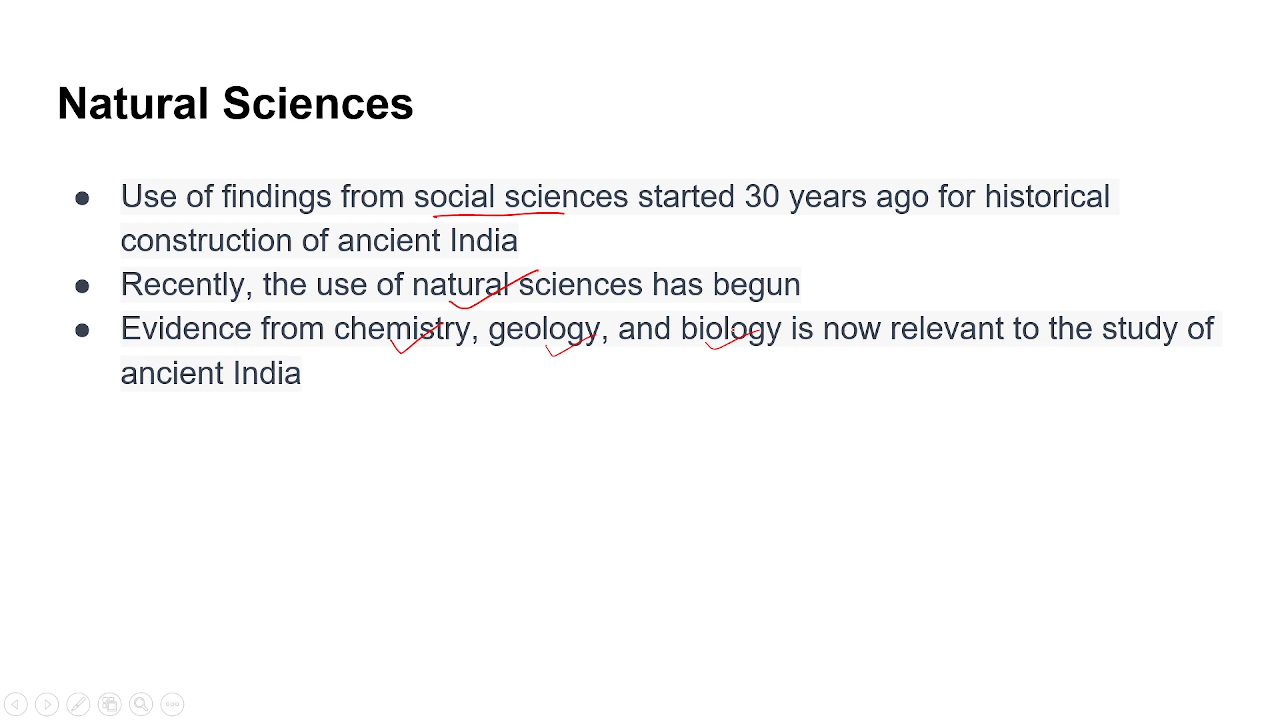 Natural Sciences
● Use of findings from social sciences started 30 years ago for historical
construction of ancient India
● Recently, the use of natural sciences has begun
● Evidence from chemistry, geology, and biology is now relevant to the study of
ancient India